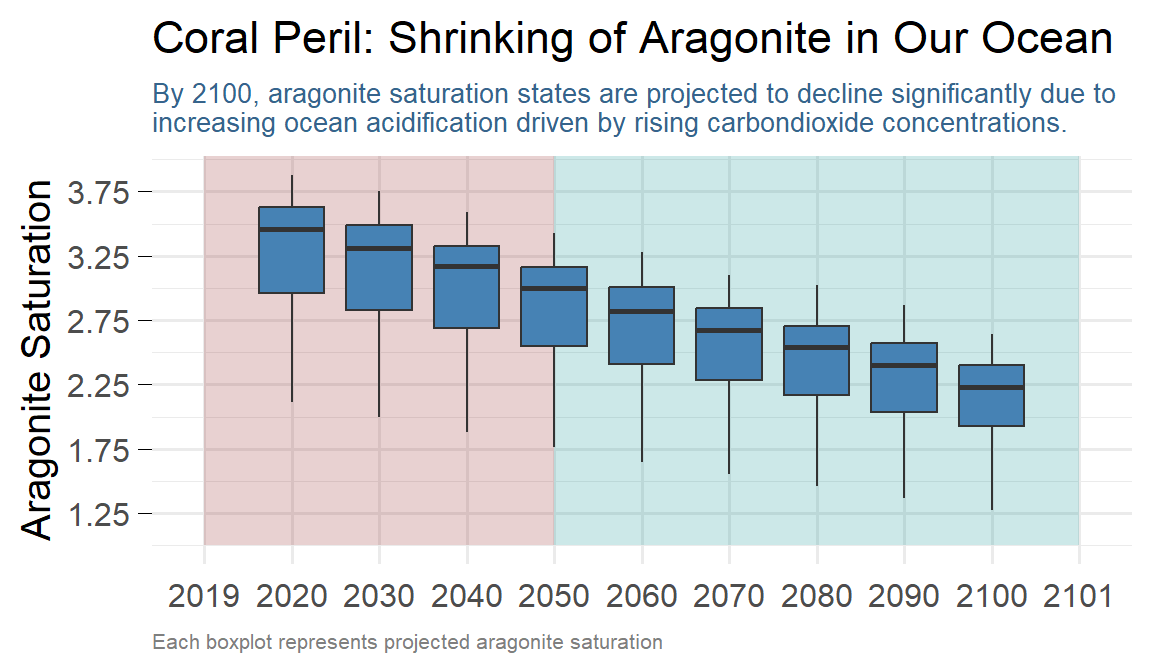 Coral Peril: Shrinking of Aragonite in Our Ocean
By 2100, aragonite saturation states are projected to decline significantly due to
increasing ocean acidification driven by rising carbondioxide concentrations.
Aragonite Saturation
3.75
3.25
2.75
2.25
1.75
1.25
2019 2020 2030 2040 2050 2060 2070 2080 2090 2100 2101
Each boxplot represents projected aragonite saturation